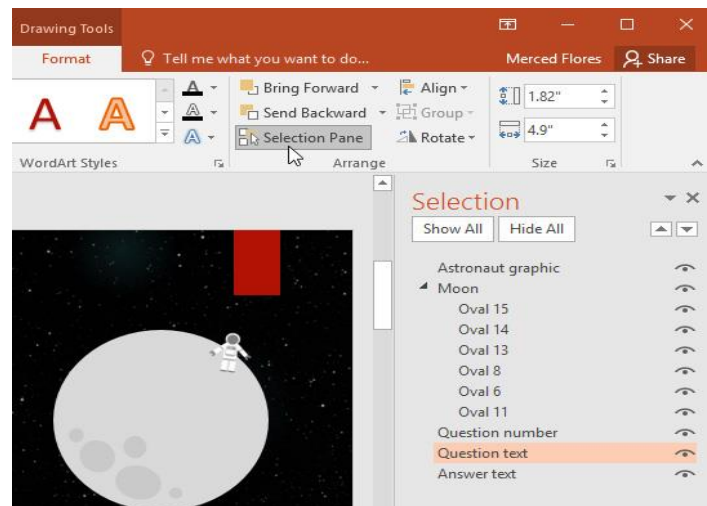 Drawing Tools
Format Tell me what you want to do... Merced Flores Share
A A A A A Bring Forward Align 1.82"
Send Backward Group 4.9"
Selection Pane Rotate
WordArt Styles Arrange Size
Selection
Show All Hide All
Astronaut graphic
Moon
Oval 15
Oval 14
Oval 13
Oval 8
Oval 6
Oval 11
Question number
Question text
Answer text